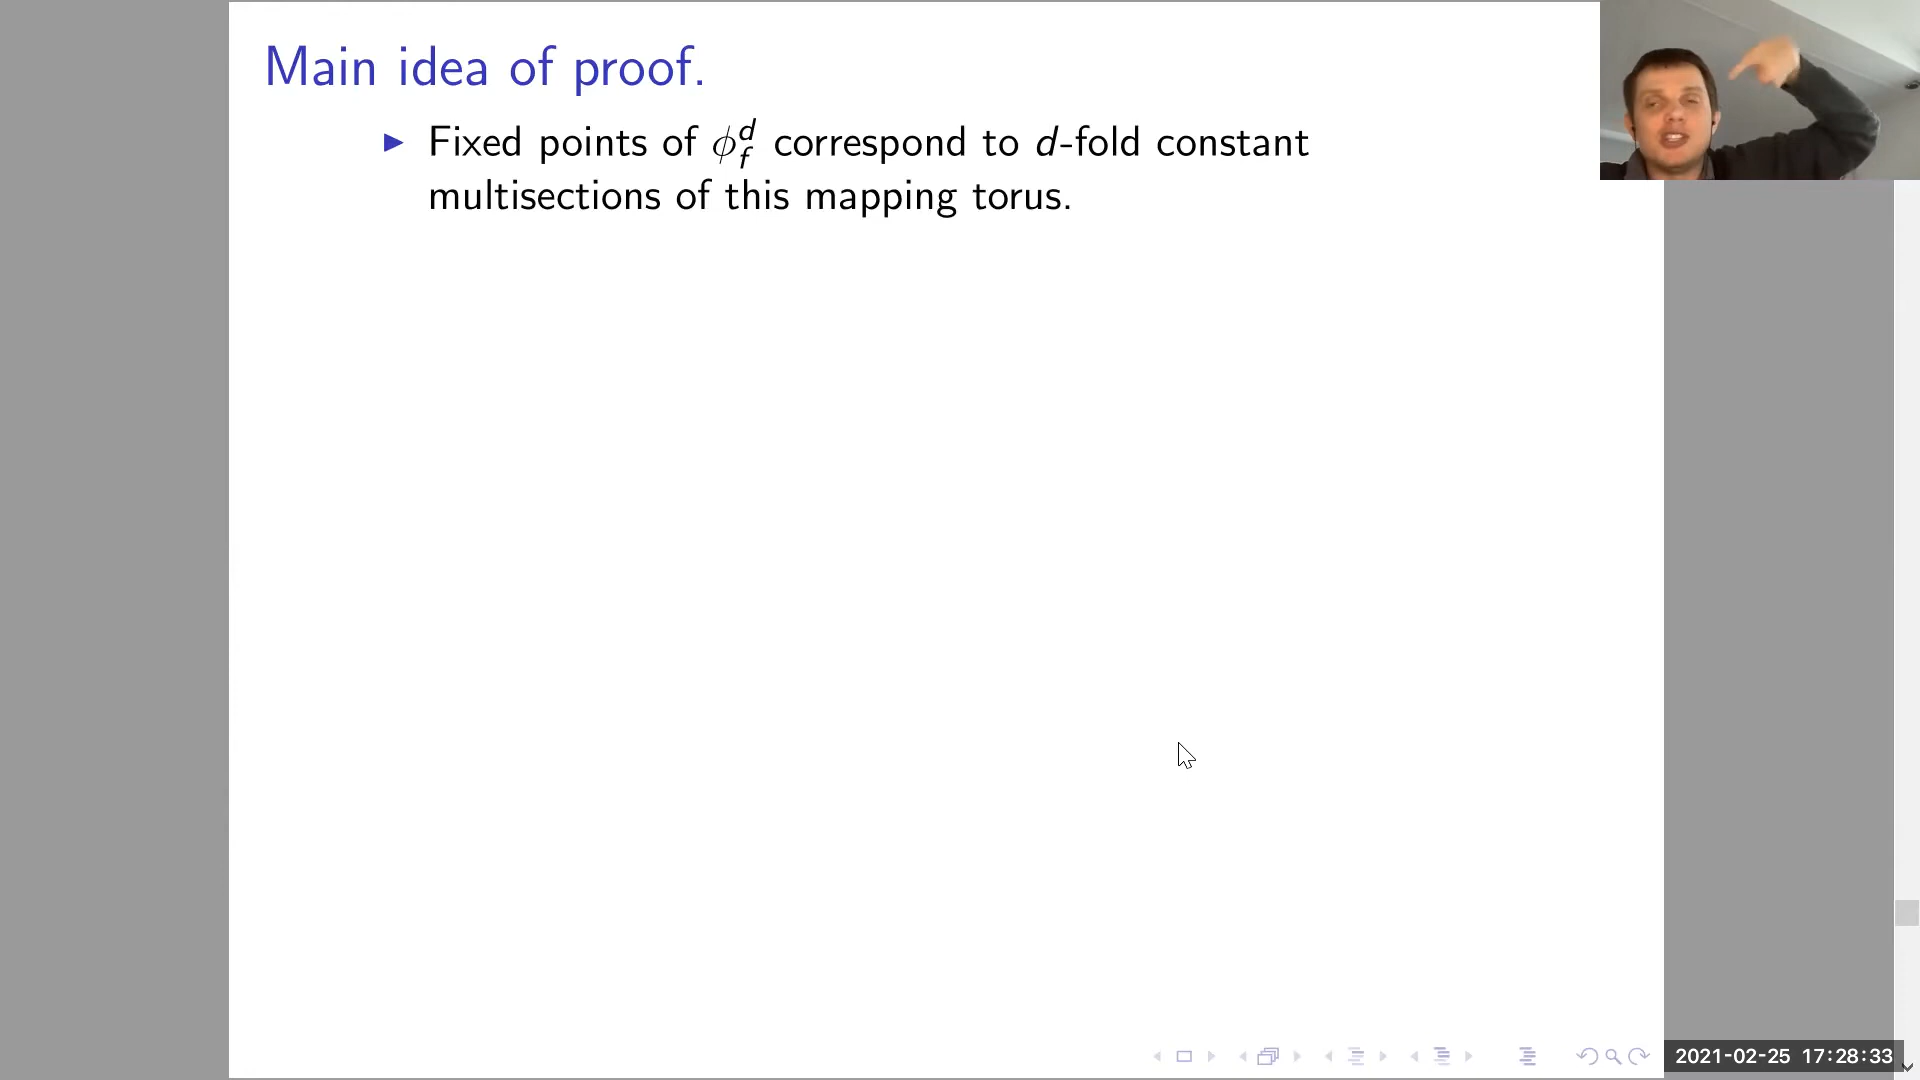 Main idea of proof.
▶ Fixed points of $\phi_f^d$ correspond to d-fold constant
multisections of this mapping torus.
2021-02-25 17:28:33